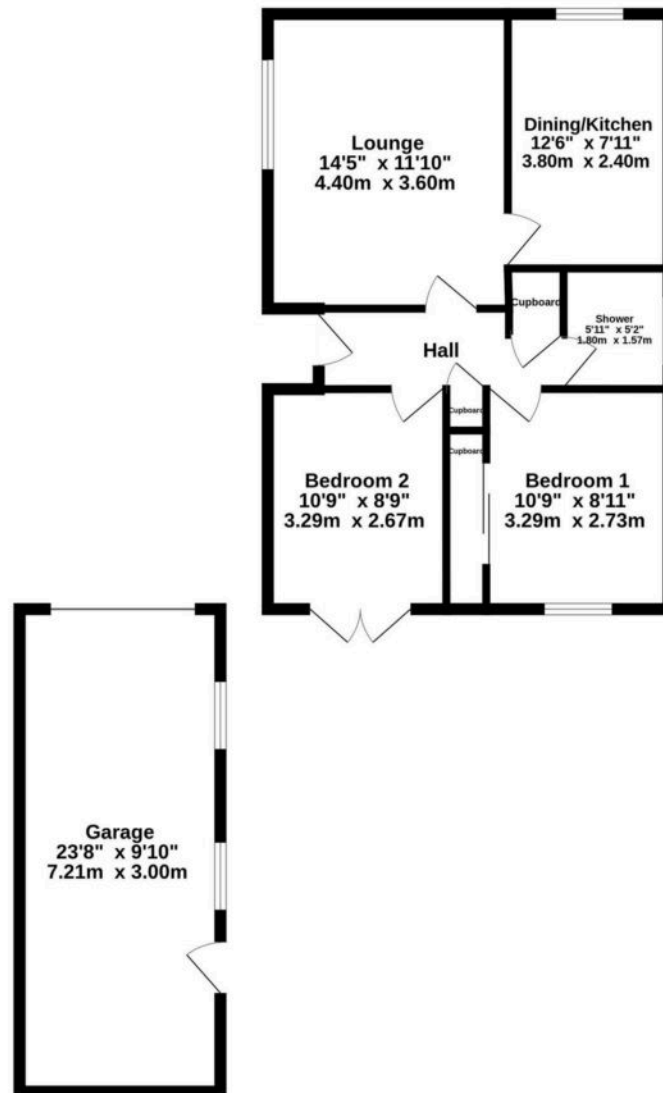 Lounge
14'5" x 11'10"
4.40m x 3.60m
Dining/Kitchen
12'6" x 7'11"
3.80m x 2.40m
Cupboard
Shower
5'11" x 5'2"
1.80m x 1.57m
Hall
Cupboard
Cupboard
Bedroom 2
10'9" x 8'9"
3.29m x 2.67m
Bedroom 1
10'9" x 8'11"
3.29m x 2.73m
Garage
23'8" x 9'10"
7.21m x 3.00m